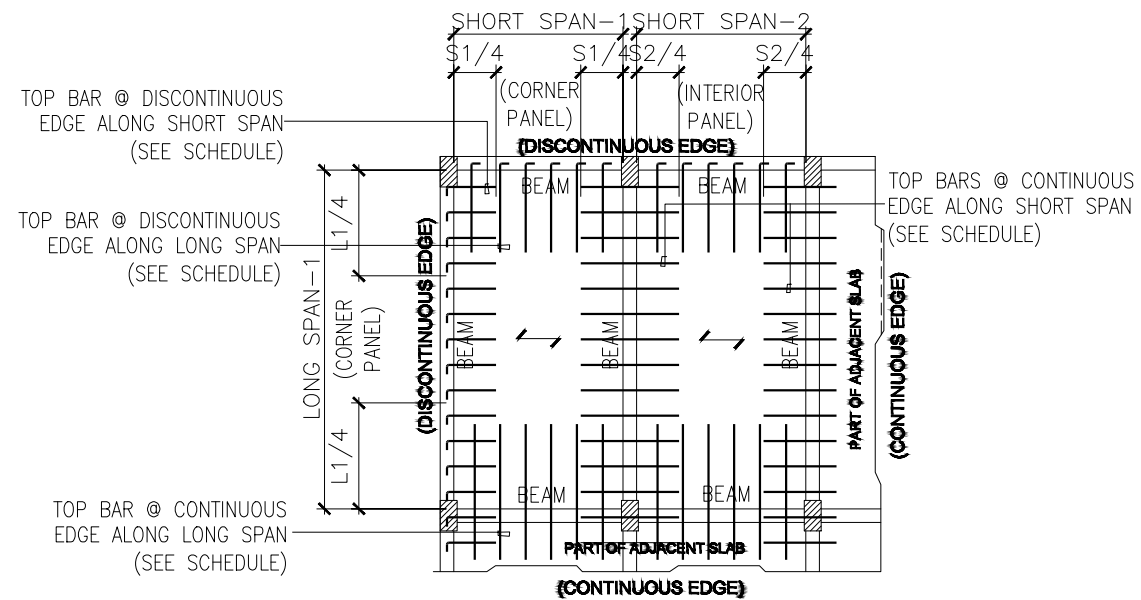 SHORT SPAN-1
SHORT SPAN-2
S1/4
S1/4
S2/4
S2/4
(CORNER
PANEL)
(INTERIOR
PANEL)
TOP BAR @ DISCONTINUOUS
EDGE ALONG SHORT SPAN
(SEE SCHEDULE)
(DISCONTINUOUS EDGE)
BEAM
BEAM
TOP BARS @ CONTINUOUS
EDGE ALONG SHORT SPAN
(SEE SCHEDULE)
TOP BAR @ DISCONTINUOUS
EDGE ALONG LONG SPAN
(SEE SCHEDULE)
L1/4
LONG SPAN-1
(CORNER
PANEL)
L1/4
(DISCONTINUOUS EDGE)
BEAM
BEAM
BEAM
PART OF ADJACENT SLAB
(CONTINUOUS EDGE)
BEAM
BEAM
TOP BAR @ CONTINUOUS
EDGE ALONG LONG SPAN
(SEE SCHEDULE)
PART OF ADJACENT SLAB
(CONTINUOUS EDGE)